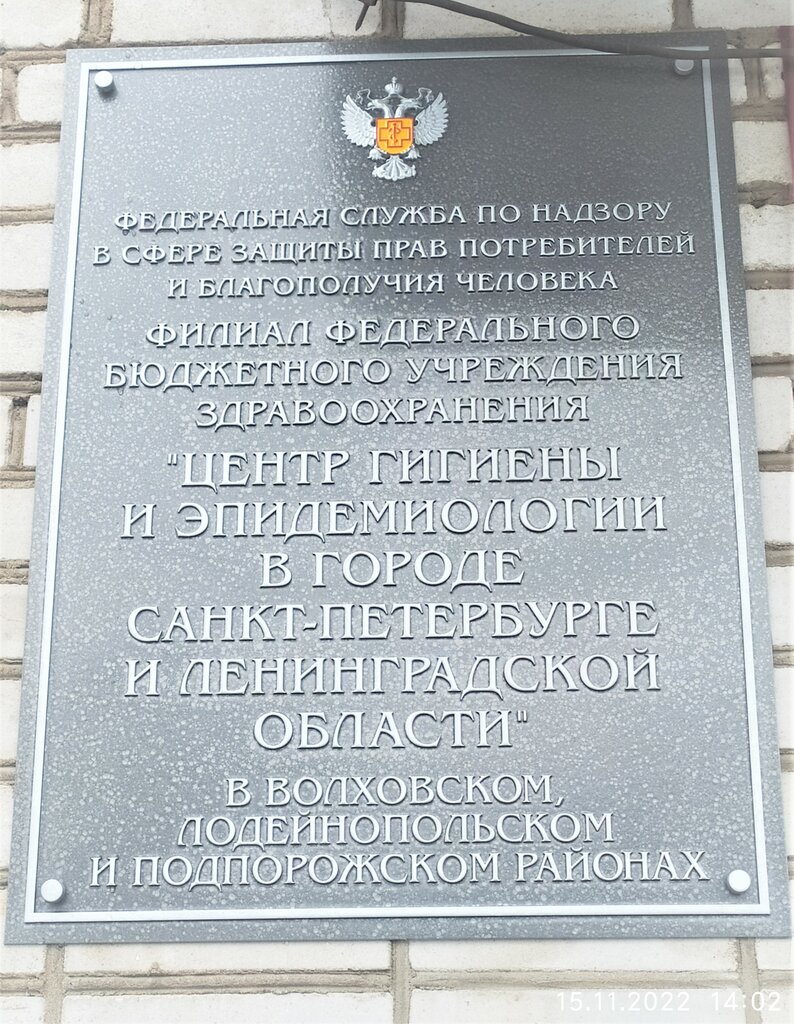 ФЕДЕРАЛЬНАЯ СЛУЖБА ПО НАДЗОРУ
В СФЕРЕ ЗАЩИТЫ ПРАВ ПОТРЕБИТЕЛЕЙ
И БЛАГОПОЛУЧИЯ ЧЕЛОВЕКА
ФИЛИАЛ ФЕДЕРАЛЬНОГО
БЮДЖЕТНОГО УЧРЕЖДЕНИЯ
ЗДРАВООХРАНЕНИЯ
"ЦЕНТР ГИГИЕНЫ
И ЭПИДЕМИОЛОГИИ
В ГОРОДЕ
САНКТ-ПЕТЕРБУРГЕ
И ЛЕНИНГРАДСКОЙ
ОБЛАСТИ"
В ВОЛХОВСКОМ,
ЛОДЕЙНОПОЛЬСКОМ
И ПОДПОРОЖСКОМ РАЙОНАХ
15.11.2022 14:02